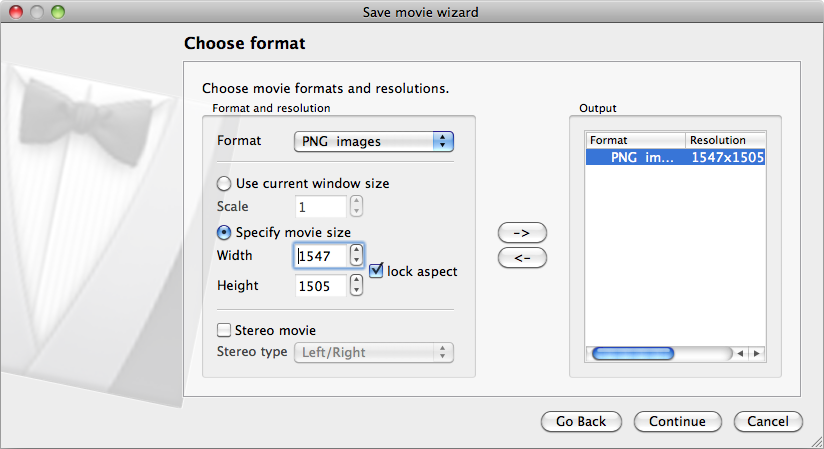 Save movie wizard
Choose format
Choose movie formats and resolutions.
Format and resolution
Format
PNG images
Use current window size
Scale
1
Specify movie size
Width
1547
lock aspect
Height
1505
Stereo movie
Stereo type
Left/Right
->
<-
Output
Format Resolution
PNG im... 1547x1505
Go Back
Continue
Cancel